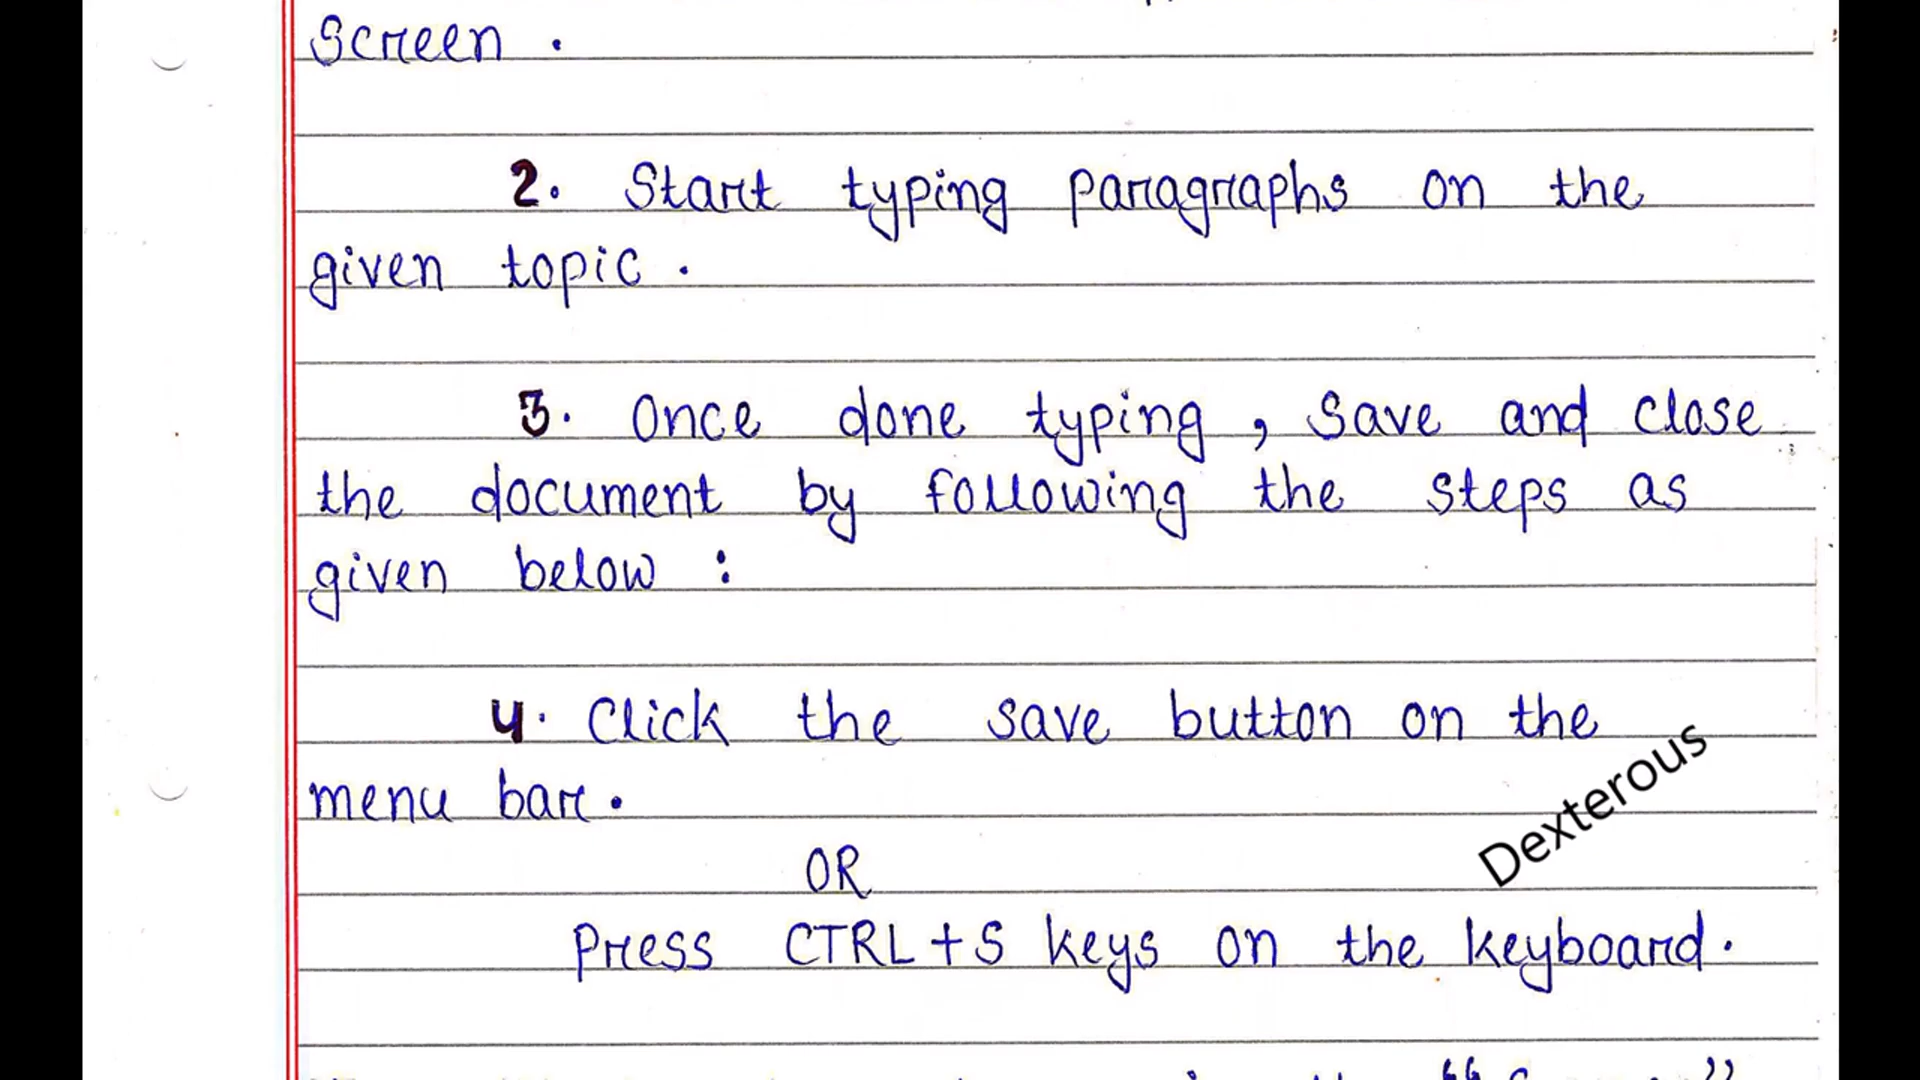 Screen .
2. Start typing paragraphs on the
given topic .
3. Once done typing , Save and Close
the document by following the steps as
given below :
4. Click the save button on the
menu bar .
OR
Press CTRL + S keys on the keyboard .
Dexterous